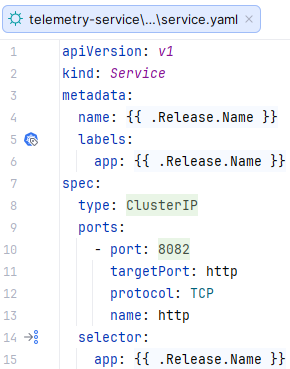 telemetry-service\...\service.yaml ×
1 apiVersion: v1
2 kind: Service
3 metadata:
4   name: {{ .Release.Name }}
5   labels:
6     app: {{ .Release.Name }}
7 spec:
8   type: ClusterIP
9   ports:
10     - port: 8082
11       targetPort: http
12       protocol: TCP
13       name: http
14   selector:
15     app: {{ .Release.Name }}